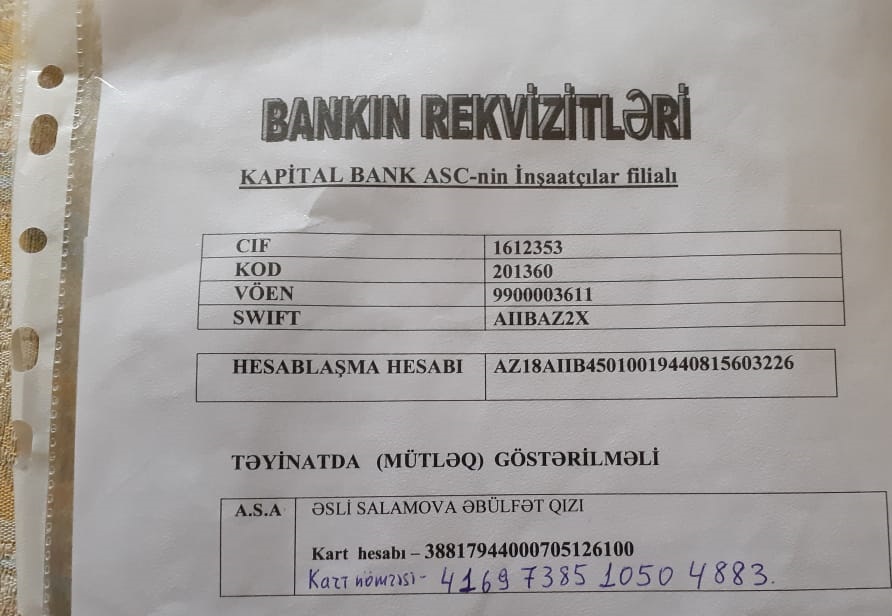 BANKIN REKVİZİTLƏRİ
KAPİTAL BANK ASC-nin İnşaatçılar filialı
CIF 1612353
KOD 201360
VÖEN 9900003611
SWIFT AIIBAZ2X
HESABLAŞMA HESABI AZ18AIIB45010019440815603226
TƏYİNATDA (MÜTLƏQ) GÖSTƏRİLMƏLİ
A.S.A ƏSLİ SALAMOVA ƏBÜLFƏT QIZI
Kart hesabı – 38817944000705126100
Kart nömrəsi - 4169 7385 1050 4883.